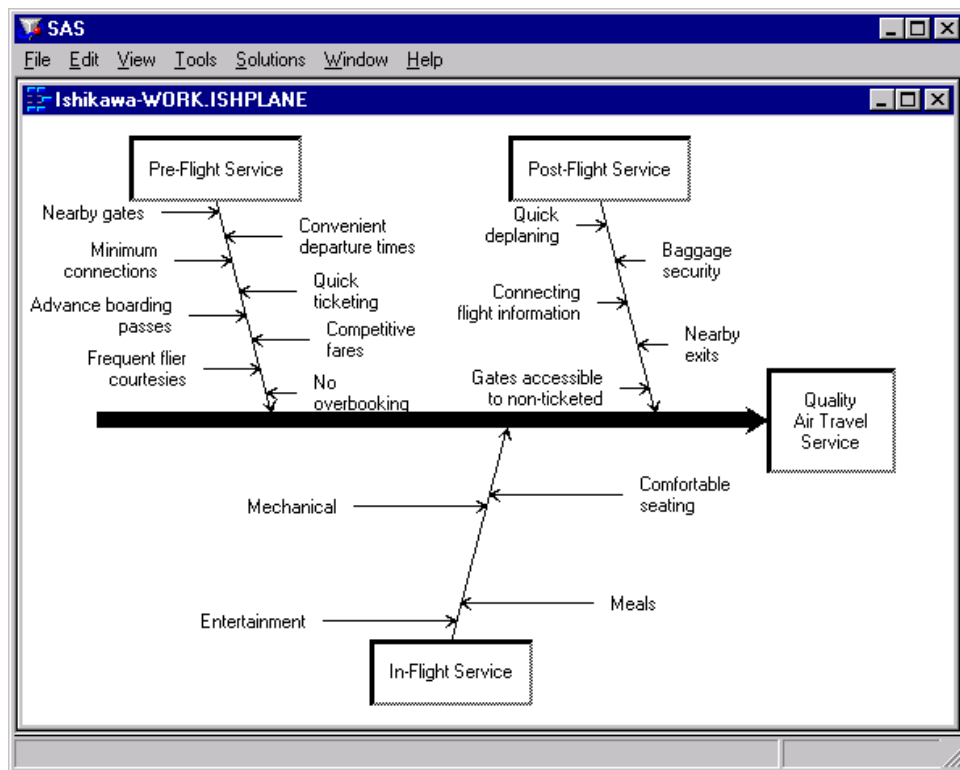 SAS
File Edit View Tools Solutions Window Help
Ishikawa-WORK.ISHPLANE
Pre-Flight Service
Nearby gates
Convenient
departure times
Minimum
connections
Quick
ticketing
Advance boarding
passes
Competitive
fares
Frequent flier
courtesies
No
overbooking
Post-Flight Service
Quick
deplaning
Baggage
security
Connecting
flight information
Nearby
exits
Gates accessible
to non-ticketed
Quality
Air Travel
Service
Comfortable
seating
Mechanical
Meals
Entertainment
In-Flight Service